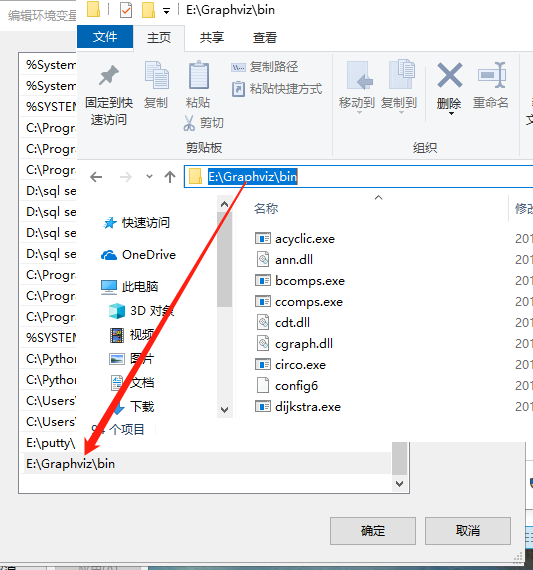 编辑环境变量
E:\Graphviz\bin
文件
主页
共享
查看
固定到快
速访问
复制
粘贴
复制路径
粘贴快捷方式
剪切
移动到
复制到
删除
重命名
剪贴板
组织
E:\Graphviz\bin
快速访问
OneDrive
此电脑
3D 对象
视频
图片
文档
下载
个项目
名称
修改
acyclic.exe
201
ann.dll
201
bcomps.exe
201
ccomps.exe
201
cdt.dll
201
cgraph.dll
201
circo.exe
201
config6
201
dijkstra.exe
201
%System
%System
%SYSTEM
C:\Progr
C:\Progr
C:\Progr
D:\sql se
D:\sql se
D:\sql se
D:\sql se
C:\Progr
C:\Progr
C:\Progr
%SYSTEM
C:\Python
C:\Python
C:\Users\
C:\Users\
E:\putty\
E:\Graphviz\bin
确定
取消